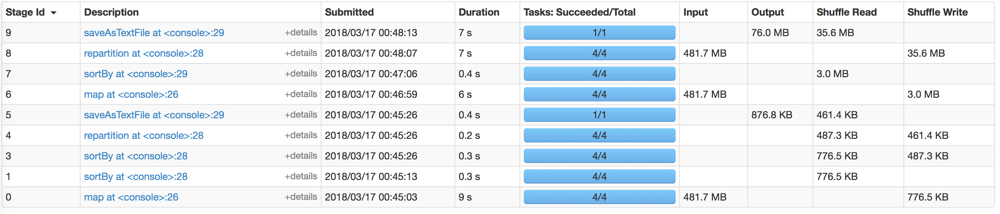 Stage Id ▾ Description Submitted Duration Tasks: Succeeded/Total Input Output Shuffle Read Shuffle Write
9 saveAsTextFile at <console>:29 +details 2018/03/17 00:48:13 7 s 1/1 76.0 MB 35.6 MB
8 repartition at <console>:28 +details 2018/03/17 00:48:07 7 s 4/4 481.7 MB 35.6 MB
7 sortBy at <console>:29 +details 2018/03/17 00:47:06 0.4 s 4/4 3.0 MB
6 map at <console>:26 +details 2018/03/17 00:46:59 6 s 4/4 481.7 MB 3.0 MB
5 saveAsTextFile at <console>:29 +details 2018/03/17 00:45:26 0.4 s 1/1 876.8 KB 461.4 KB
4 repartition at <console>:28 +details 2018/03/17 00:45:26 0.2 s 4/4 487.3 KB 461.4 KB
3 sortBy at <console>:28 +details 2018/03/17 00:45:26 0.3 s 4/4 776.5 KB 487.3 KB
1 sortBy at <console>:28 +details 2018/03/17 00:45:13 0.3 s 4/4 776.5 KB
0 map at <console>:26 +details 2018/03/17 00:45:03 9 s 4/4 481.7 MB 776.5 KB